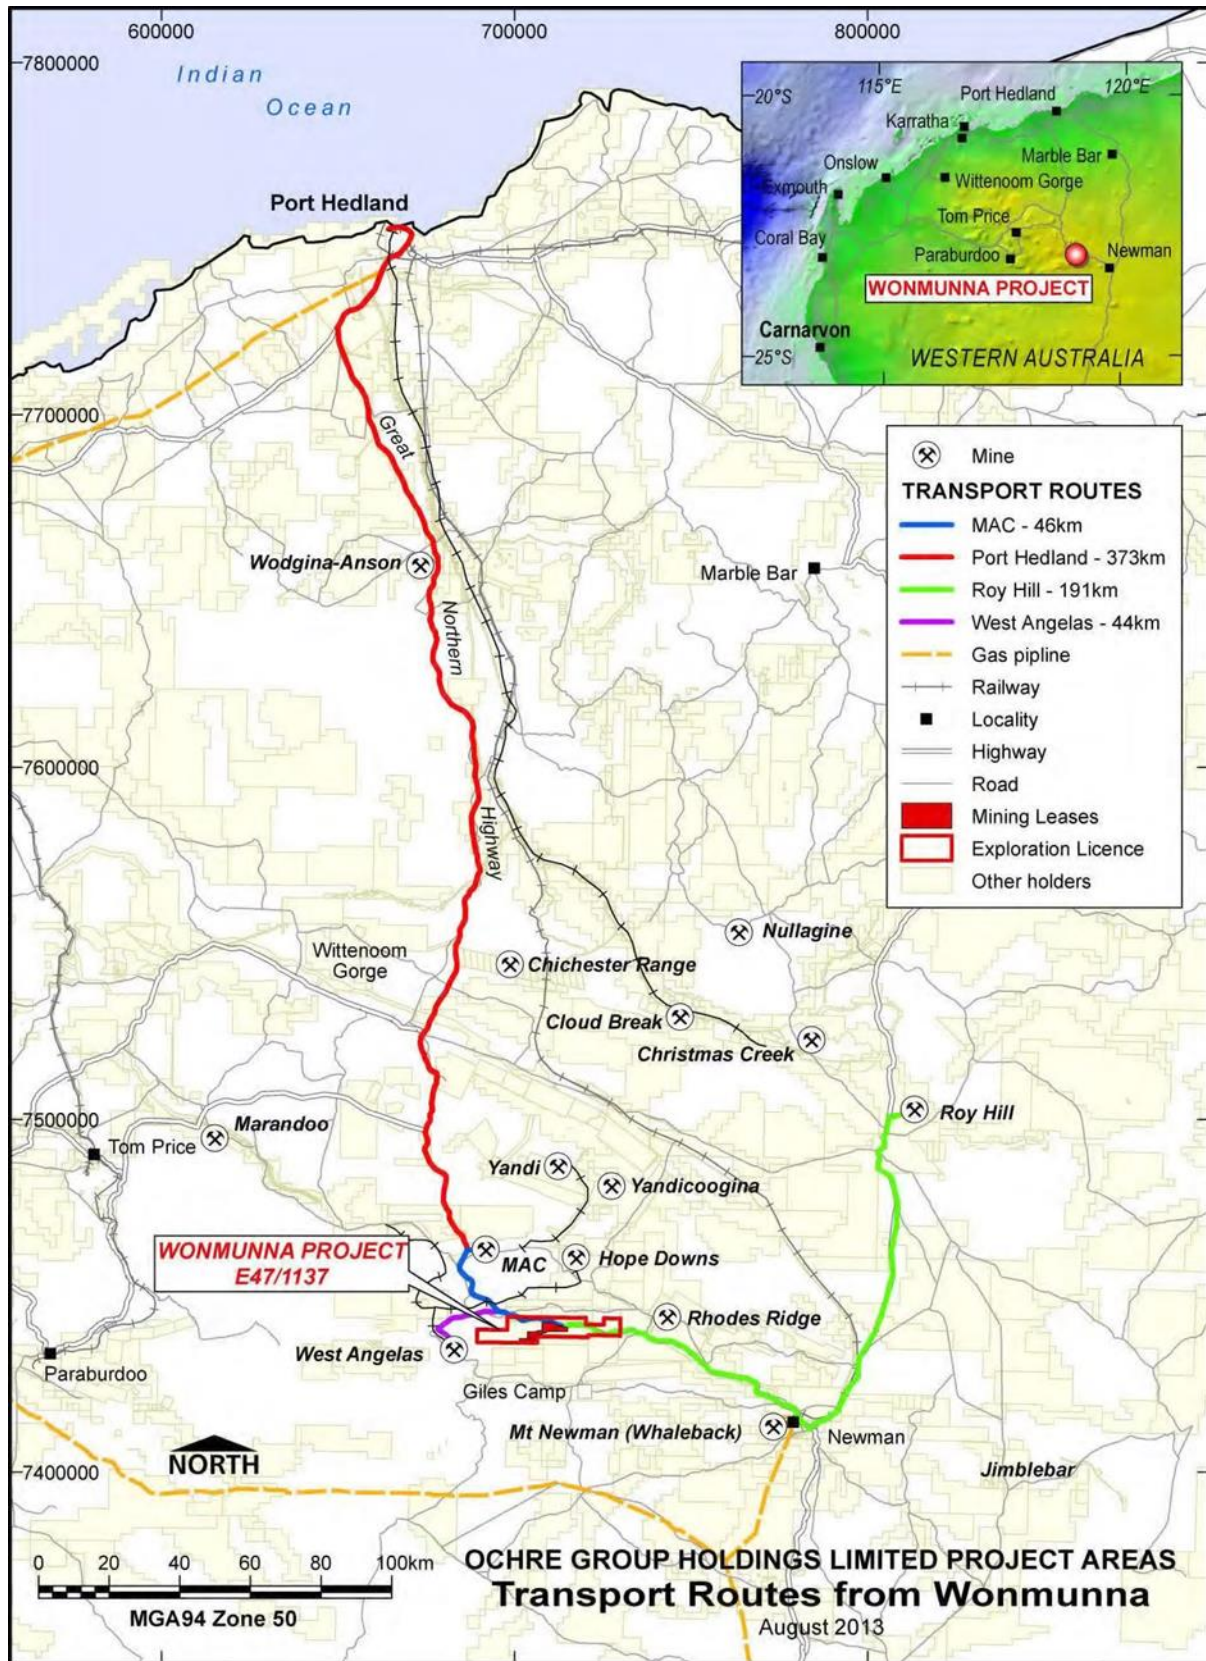 600000
700000
800000
7800000
7700000
7600000
7500000
7400000
Indian
Ocean
Port Hedland
115°E
120°E
20°S
25°S
Port Hedland
Karratha
Marble Bar
Onslow
Wittenoom Gorge
Exmouth
Tom Price
Coral Bay
Paraburdoo
Newman
WONMUNNA PROJECT
Carnarvon
WESTERN AUSTRALIA
Mine
TRANSPORT ROUTES
MAC - 46km
Port Hedland - 373km
Roy Hill - 191km
West Angelas - 44km
Gas pipline
Railway
Locality
Highway
Road
Mining Leases
Exploration Licence
Other holders
Great
Northern
Highway
Wodgina-Anson
Marble Bar
Nullagine
Wittenoom
Gorge
Chichester Range
Cloud Break
Christmas Creek
Roy Hill
Marandoo
Tom Price
Yandi
Yandicoogina
WONMUNNA PROJECT
E47/1137
MAC
Hope Downs
Rhodes Ridge
West Angelas
Paraburdoo
Giles Camp
Mt Newman (Whaleback)
Newman
Jimblebar
NORTH
0 20 40 60 80 100km
MGA94 Zone 50
OCHRE GROUP HOLDINGS LIMITED PROJECT AREAS
Transport Routes from Wonmunna
August 2013